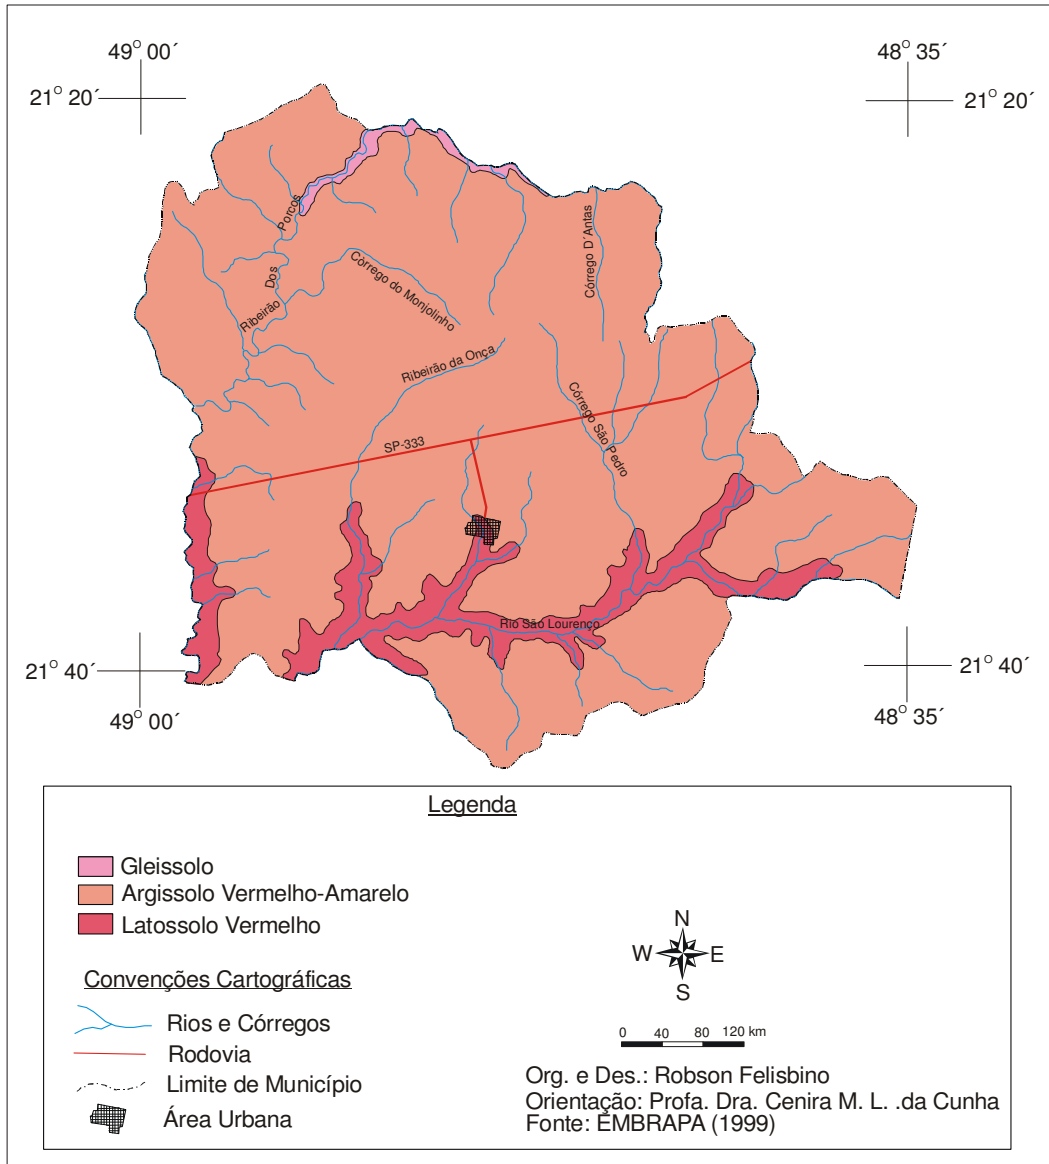 49° 00´
48° 35´
21° 20´
21° 20´
Porcos
Dos
Ribeirão
Córrego do Monjolinho
Córrego D´Antas
Ribeirão da Onça
Córrego São Pedro
SP-333
Rio São Lourenço
21° 40´
21° 40´
49° 00´
48° 35´
Legenda
Gleissolo
Argissolo Vermelho-Amarelo
Latossolo Vermelho
Convenções Cartográficas
Rios e Córregos
Rodovia
Limite de Município
Área Urbana
N
W E
S
0 40 80 120 km
Org. e Des.: Robson Felisbino
Orientação: Profa. Dra. Cenira M. L. .da Cunha
Fonte: EMBRAPA (1999)